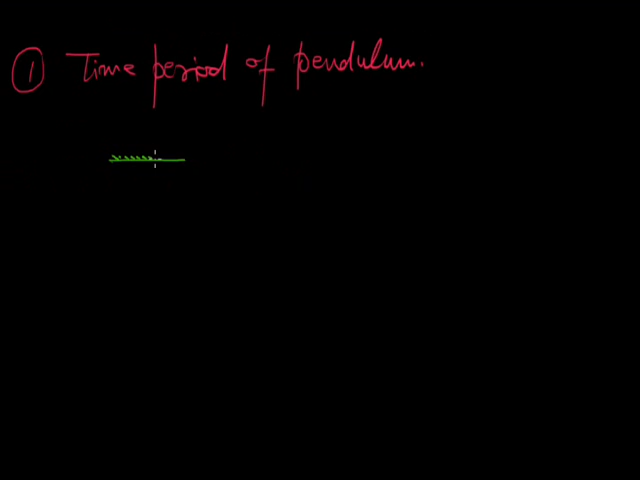 ① Time period of pendulum.